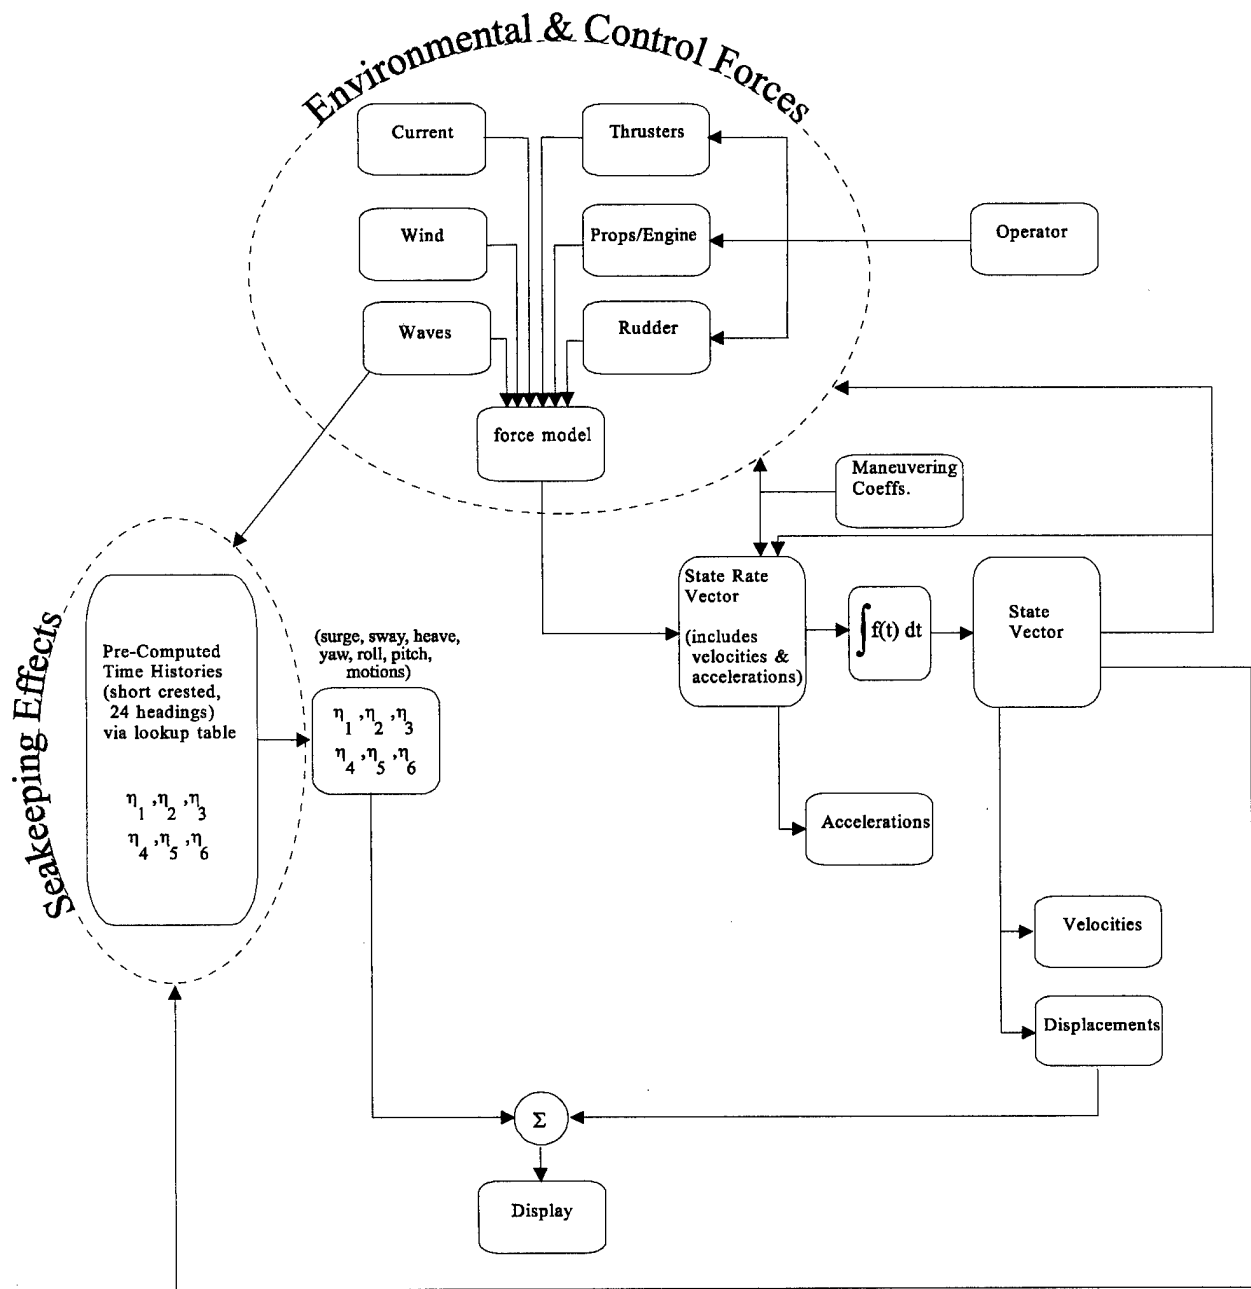 Environmental & Control Forces
Current
Thrusters
Wind
Props/Engine
Operator
Waves
Rudder
force model
Maneuvering
Coeffs.
State Rate
Vector
(includes
velocities &
accelerations)
∫ f(t) dt
State
Vector
Seakeeping Effects
Pre-Computed
Time Histories
(short crested,
24 headings)
via lookup table
η1 ,η2 ,η3
η4 ,η5 ,η6
(surge, sway, heave,
yaw, roll, pitch,
motions)
η1 ,η2 ,η3
η4 ,η5 ,η6
Accelerations
Velocities
Displacements
Σ
Display